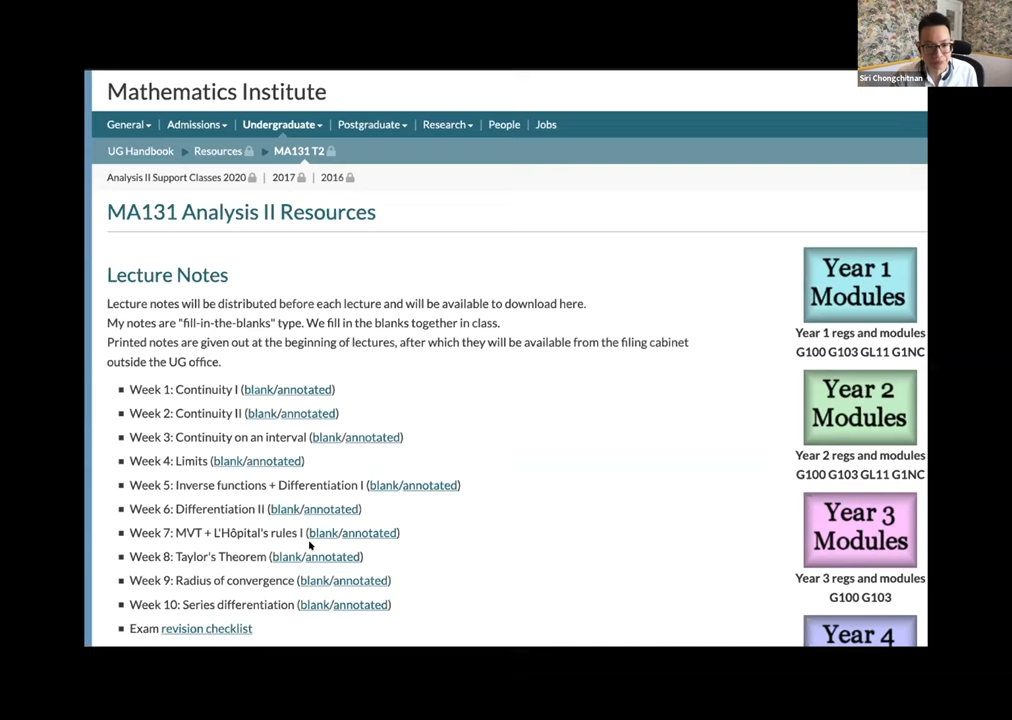 Siri Chongchitnan
Mathematics Institute
General | Admissions | Undergraduate | Postgraduate | Research | People | Jobs
UG Handbook Resources MA131 T2
Analysis II Support Classes 2020 | 2017 | 2016
MA131 Analysis II Resources
Lecture Notes
Lecture notes will be distributed before each lecture and will be available to download here.
My notes are "fill-in-the-blanks" type. We fill in the blanks together in class.
Printed notes are given out at the beginning of lectures, after which they will be available from the filing cabinet
outside the UG office.
Week 1: Continuity I (blank/annotated)
Week 2: Continuity II (blank/annotated)
Week 3: Continuity on an interval (blank/annotated)
Week 4: Limits (blank/annotated)
Week 5: Inverse functions + Differentiation I (blank/annotated)
Week 6: Differentiation II (blank/annotated)
Week 7: MVT + L'Hôpital's rules I (blank/annotated)
Week 8: Taylor's Theorem (blank/annotated)
Week 9: Radius of convergence (blank/annotated)
Week 10: Series differentiation (blank/annotated)
Exam revision checklist
Year 1
Modules
Year 1 regs and modules
G100 G103 GL11 G1NC
Year 2
Modules
Year 2 regs and modules
G100 G103 GL11 G1NC
Year 3
Modules
Year 3 regs and modules
G100 G103
Year 4